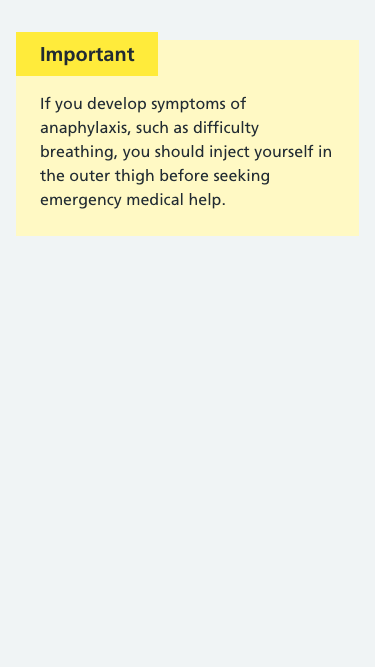 Important
If you develop symptoms of
anaphylaxis, such as difficulty
breathing, you should inject yourself in
the outer thigh before seeking
emergency medical help.